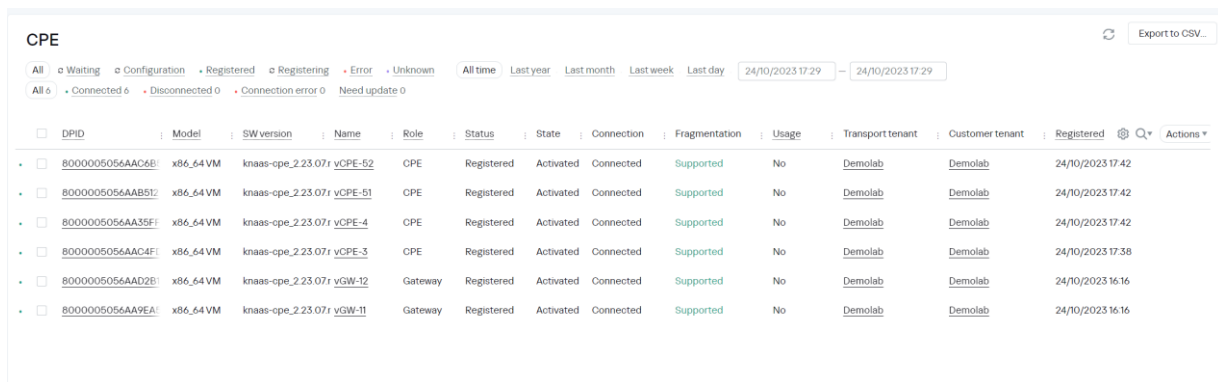 CPE
Export to CSV...
All Waiting Configuration Registered Registering Error Unknown All time Last year Last month Last week Last day 24/10/2023 17:29 — 24/10/2023 17:29
All 6 Connected 6 Disconnected 0 Connection error 0 Need update 0
DPID Model SW version Name Role Status State Connection Fragmentation Usage Transport tenant Customer tenant Registered Actions
8000005056AAC6B x86_64 VM knaas-cpe_2.23.07.r vCPE-52 CPE Registered Activated Connected Supported No Demolab Demolab 24/10/2023 17:42
8000005056AAB512 x86_64 VM knaas-cpe_2.23.07.r vCPE-51 CPE Registered Activated Connected Supported No Demolab Demolab 24/10/2023 17:42
8000005056AA35F x86_64 VM knaas-cpe_2.23.07.r vCPE-4 CPE Registered Activated Connected Supported No Demolab Demolab 24/10/2023 17:42
8000005056AAC4F x86_64 VM knaas-cpe_2.23.07.r vCPE-3 CPE Registered Activated Connected Supported No Demolab Demolab 24/10/2023 17:38
8000005056AAD2B x86_64 VM knaas-cpe_2.23.07.r vGW-12 Gateway Registered Activated Connected Supported No Demolab Demolab 24/10/2023 16:16
8000005056AA9EA x86_64 VM knaas-cpe_2.23.07.r vGW-11 Gateway Registered Activated Connected Supported No Demolab Demolab 24/10/2023 16:16